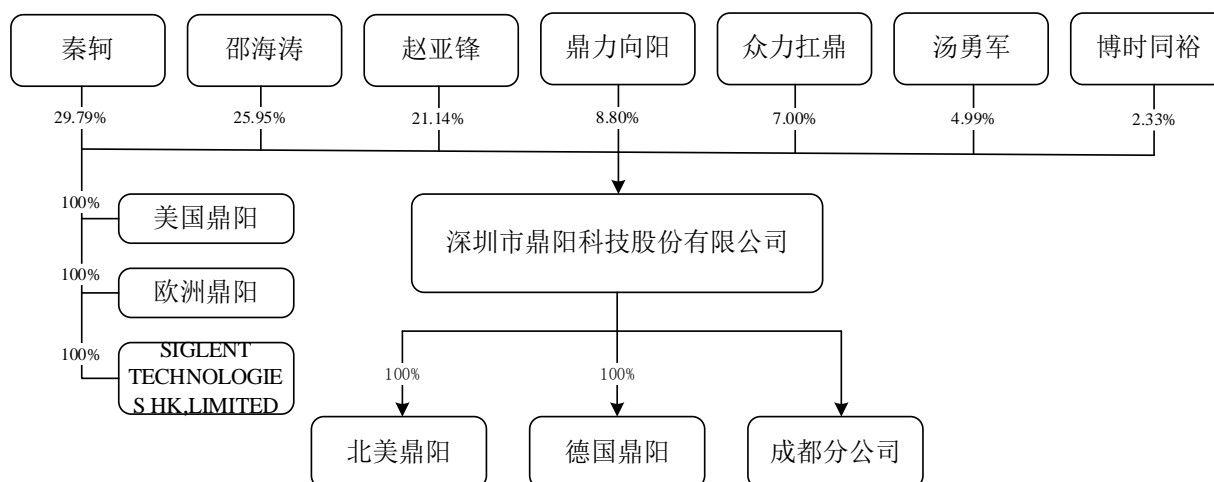 秦轲
邵海涛
赵亚锋
鼎力向阳
众力扛鼎
汤勇军
博时同裕
29.79%
25.95%
21.14%
8.80%
7.00%
4.99%
2.33%
100%
美国鼎阳
深圳市鼎阳科技股份有限公司
100%
欧洲鼎阳
100%
SIGLENT
TECHNOLOGIE
S HK,LIMITED
100%
100%
北美鼎阳
德国鼎阳
成都分公司